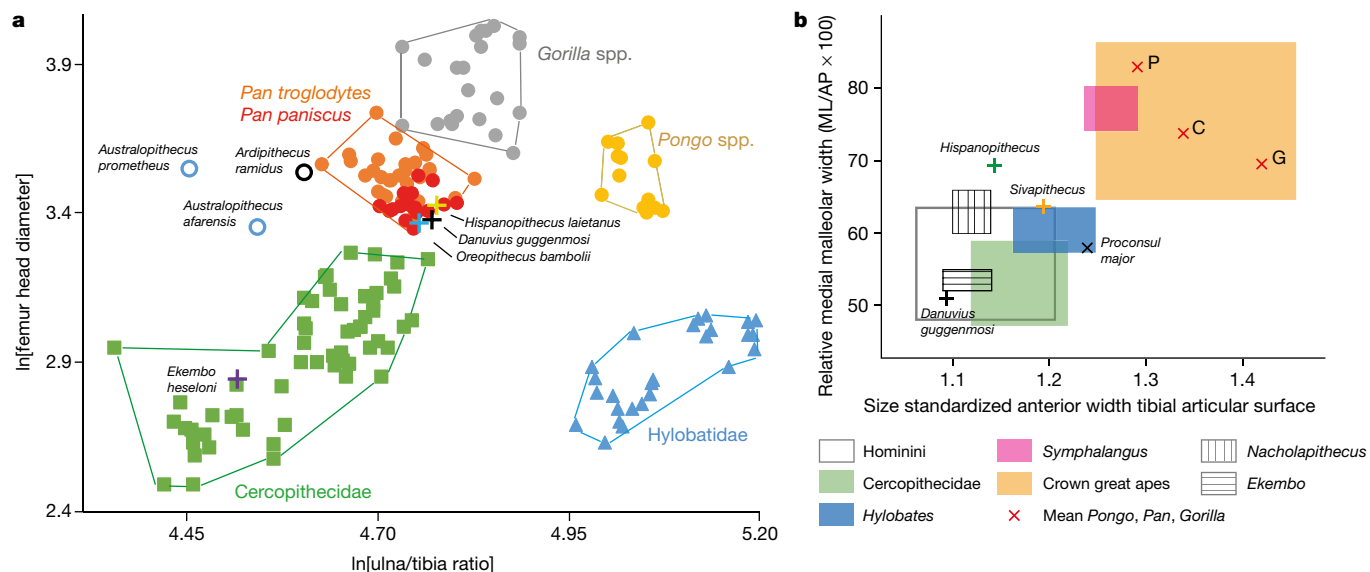 a
ln[femur head diameter]
3.9
3.4
2.9
2.4
4.45
4.70
4.95
5.20
ln[ulna/tibia ratio]
Gorilla spp.
Pan troglodytes
Pan paniscus
Pongo spp.
Australopithecus
prometheus
Ardipithecus
ramidus
Australopithecus
afarensis
Hispanopithecus laietanus
Danuvius guggenmosi
Oreopithecus bambolii
Ekembo
heseloni
Hylobatidae
Cercopithecidae
b
Relative medial malleolar width (ML/AP × 100)
80
70
60
50
1.1
1.2
1.3
1.4
Size standardized anterior width tibial articular surface
P
C
G
Hispanopithecus
Sivapithecus
Proconsul
major
Danuvius
guggenmosi
Hominini
Cercopithecidae
Hylobates
Symphalangus
Crown great apes
Mean Pongo, Pan, Gorilla
Nacholapithecus
Ekembo